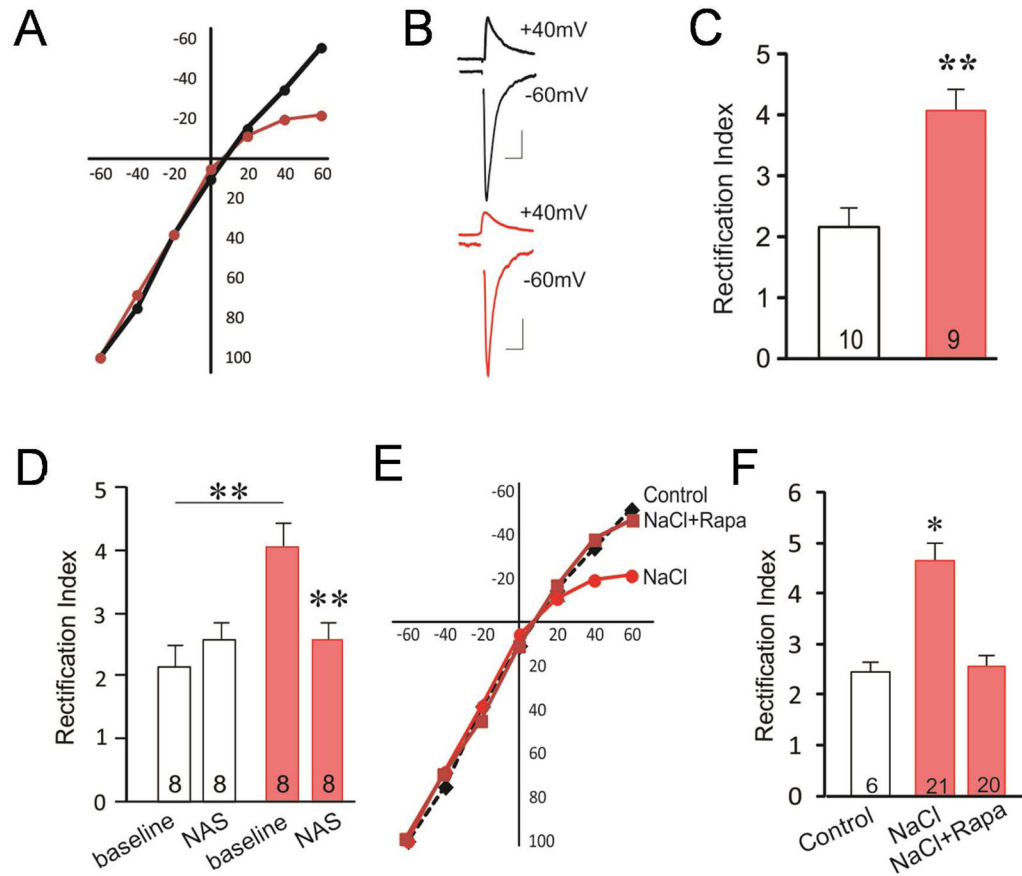 A
-60
-40
-20
-60 -40 -20 20 40 60
20
40
60
80
100
B
+40mV
-60mV
+40mV
-60mV
C
Rectification Index
5
4
3
2
1
0
**
10
9
D
Rectification Index
5
4
3
2
1
0
**
**
8
8
8
8
baseline
NAS
baseline
NAS
E
-60
-40
-20
-60 -40 -20 20 40 60
20
40
60
80
100
Control
NaCl+Rapa
NaCl
F
Rectification Index
6
5
4
3
2
1
0
*
6
21
20
Control
NaCl
NaCl+Rapa